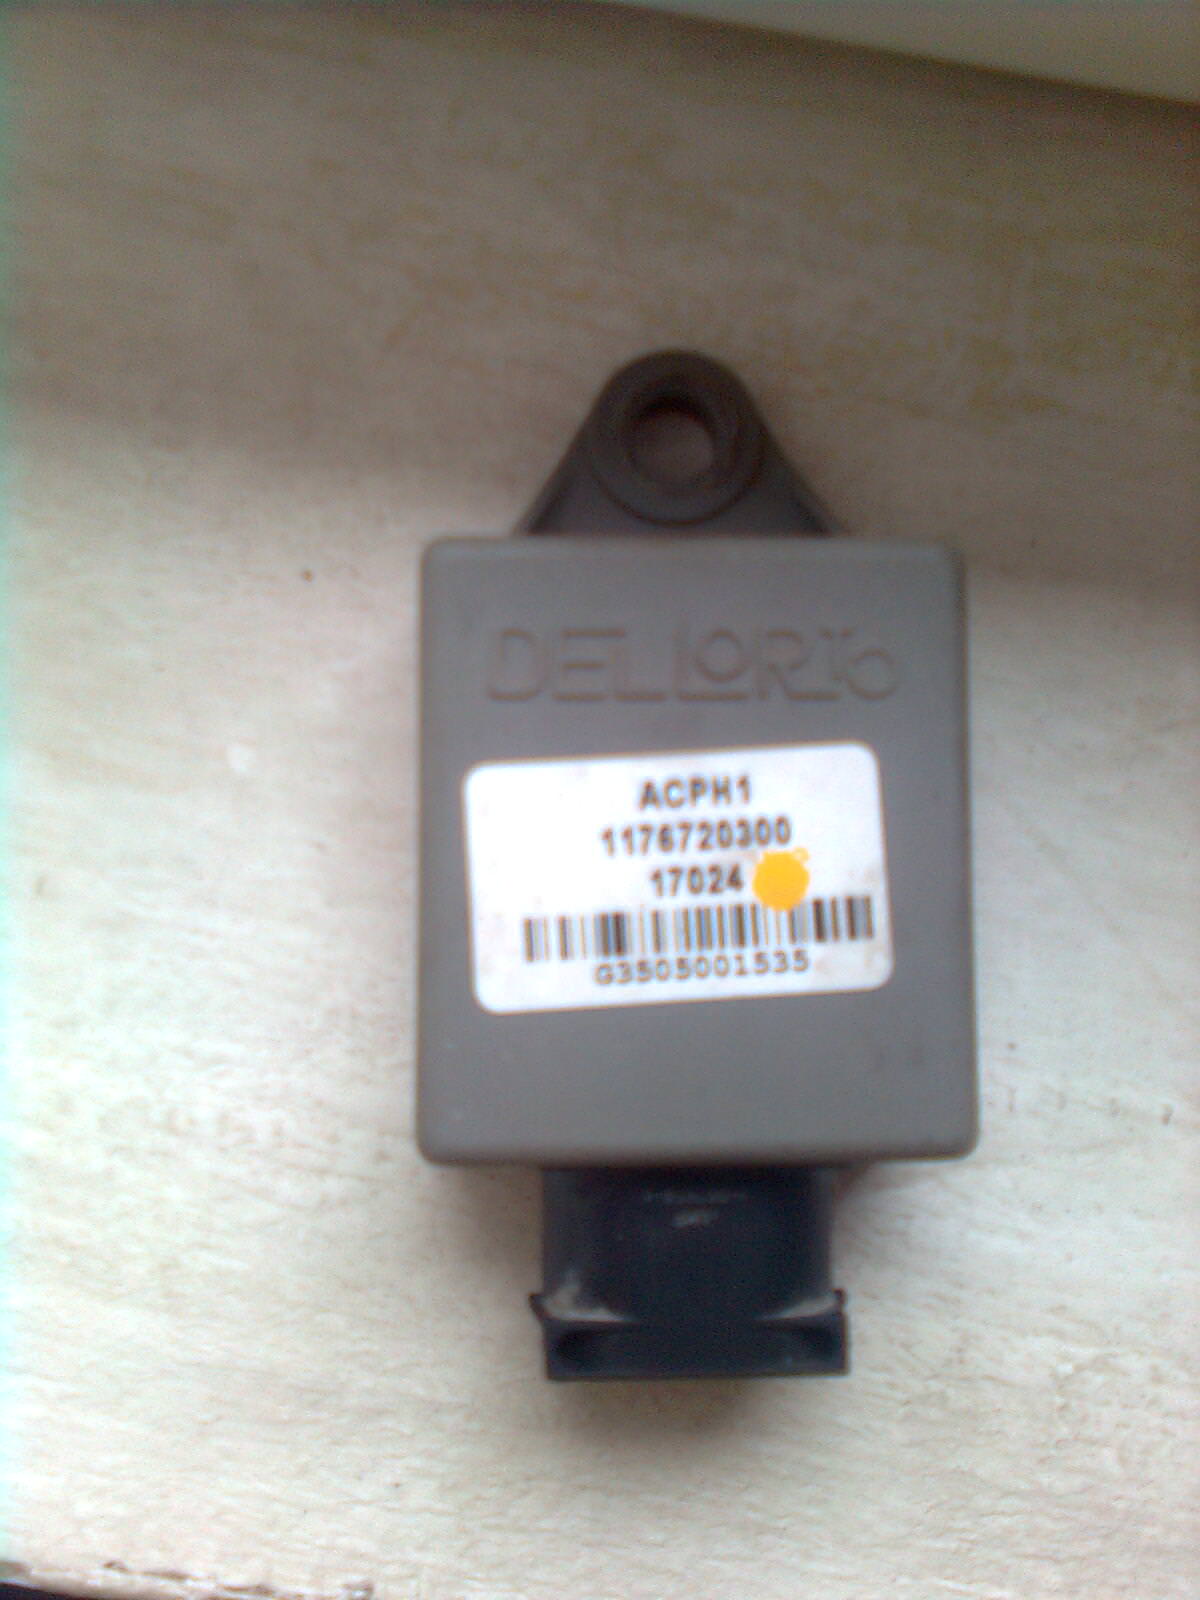 DELLORTO
ACPH1
1176720300
17024
G3505001535